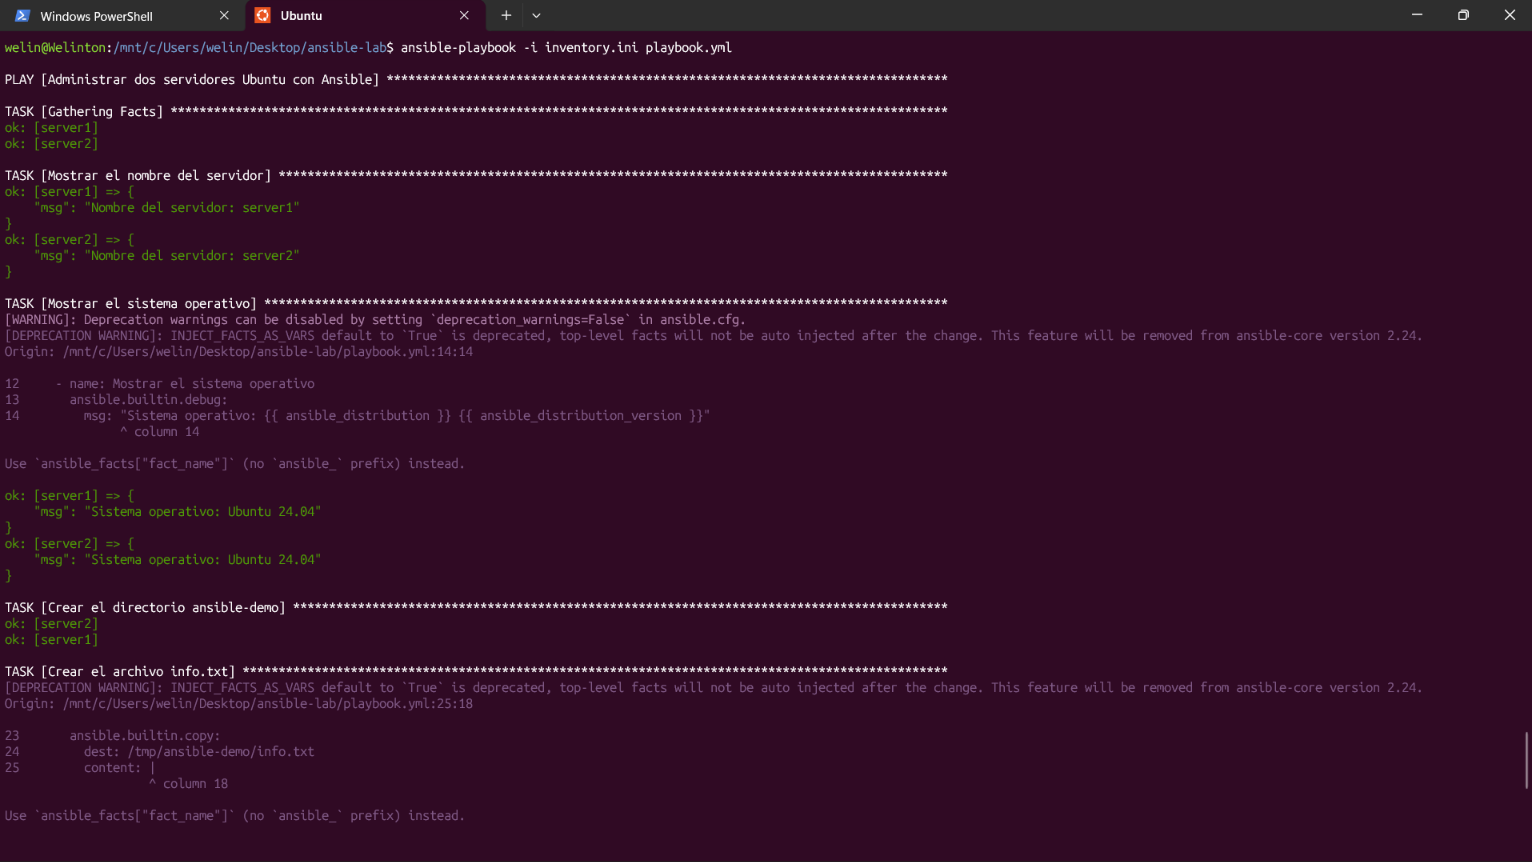 Windows PowerShell
Ubuntu
welin@Welinton:/mnt/c/Users/welin/Desktop/ansible-lab$ ansible-playbook -i inventory.ini playbook.yml
PLAY [Administrar dos servidores Ubuntu con Ansible] ******************************************************************************
TASK [Gathering Facts] ************************************************************************************************************
ok: [server1]
ok: [server2]
TASK [Mostrar el nombre del servidor] *********************************************************************************************
ok: [server1] => {
    "msg": "Nombre del servidor: server1"
}
ok: [server2] => {
    "msg": "Nombre del servidor: server2"
}
TASK [Mostrar el sistema operativo] ***********************************************************************************************
[WARNING]: Deprecation warnings can be disabled by setting `deprecation_warnings=False` in ansible.cfg.
[DEPRECATION WARNING]: INJECT_FACTS_AS_VARS default to `True` is deprecated, top-level facts will not be auto injected after the change. This feature will be removed from ansible-core version 2.24.
Origin: /mnt/c/Users/welin/Desktop/ansible-lab/playbook.yml:14:14
12     - name: Mostrar el sistema operativo
13       ansible.builtin.debug:
14         msg: "Sistema operativo: {{ ansible_distribution }} {{ ansible_distribution_version }}"
                ^ column 14
Use `ansible_facts["fact_name"]` (no `ansible_` prefix) instead.
ok: [server1] => {
    "msg": "Sistema operativo: Ubuntu 24.04"
}
ok: [server2] => {
    "msg": "Sistema operativo: Ubuntu 24.04"
}
TASK [Crear el directorio ansible-demo] *******************************************************************************************
ok: [server2]
ok: [server1]
TASK [Crear el archivo info.txt] **************************************************************************************************
[DEPRECATION WARNING]: INJECT_FACTS_AS_VARS default to `True` is deprecated, top-level facts will not be auto injected after the change. This feature will be removed from ansible-core version 2.24.
Origin: /mnt/c/Users/welin/Desktop/ansible-lab/playbook.yml:25:18
23       ansible.builtin.copy:
24         dest: /tmp/ansible-demo/info.txt
25         content: |
                    ^ column 18
Use `ansible_facts["fact_name"]` (no `ansible_` prefix) instead.